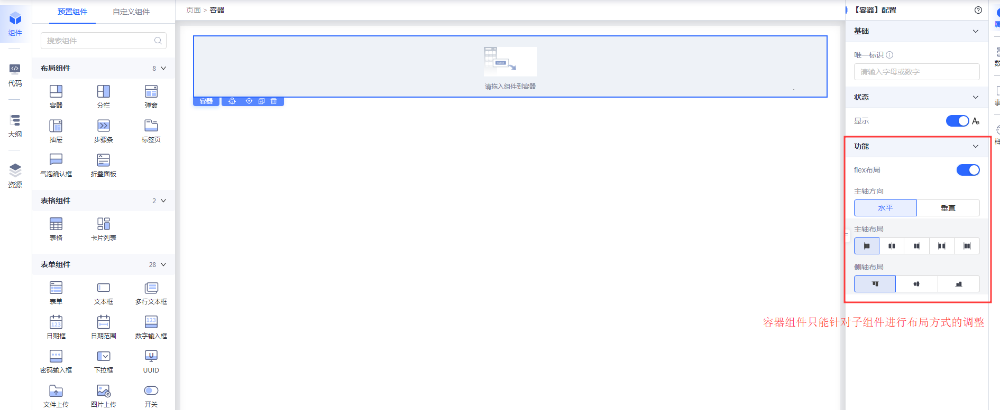 组件
代码
大纲
资源
预置组件
自定义组件
搜索组件
布局组件 8
容器
分栏
弹窗
抽屉
步骤条
标签页
气泡确认框
折叠面板
表格组件 2
表格
卡片列表
表单组件 28
表单
文本框
多行文本框
日期框
日期范围
数字输入框
密码输入框
下拉框
UUID
文件上传
图片上传
开关
页面 > 容器
请拖入组件到容器
容器
【容器】配置
基础
唯一标识
请输入字母或数字
状态
显示
功能
flex布局
主轴方向
水平
垂直
主轴布局
侧轴布局
容器组件只能针对子组件进行布局方式的调整